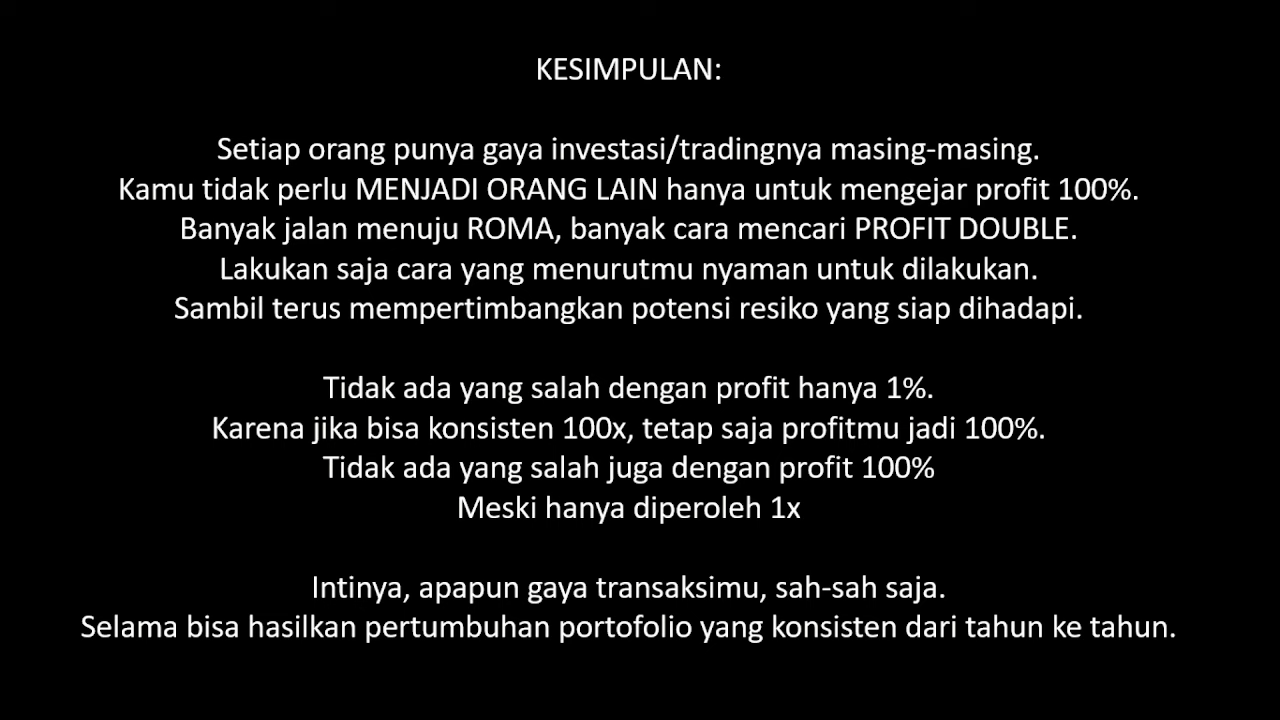 KESIMPULAN:
Setiap orang punya gaya investasi/tradingnya masing-masing.
Kamu tidak perlu MENJADI ORANG LAIN hanya untuk mengejar profit 100%.
Banyak jalan menuju ROMA, banyak cara mencari PROFIT DOUBLE.
Lakukan saja cara yang menurutmu nyaman untuk dilakukan.
Sambil terus mempertimbangkan potensi resiko yang siap dihadapi.
Tidak ada yang salah dengan profit hanya 1%.
Karena jika bisa konsisten 100x, tetap saja profitmu jadi 100%.
Tidak ada yang salah juga dengan profit 100%
Meski hanya diperoleh 1x
Intinya, apapun gaya transaksimu, sah-sah saja.
Selama bisa hasilkan pertumbuhan portofolio yang konsisten dari tahun ke tahun.